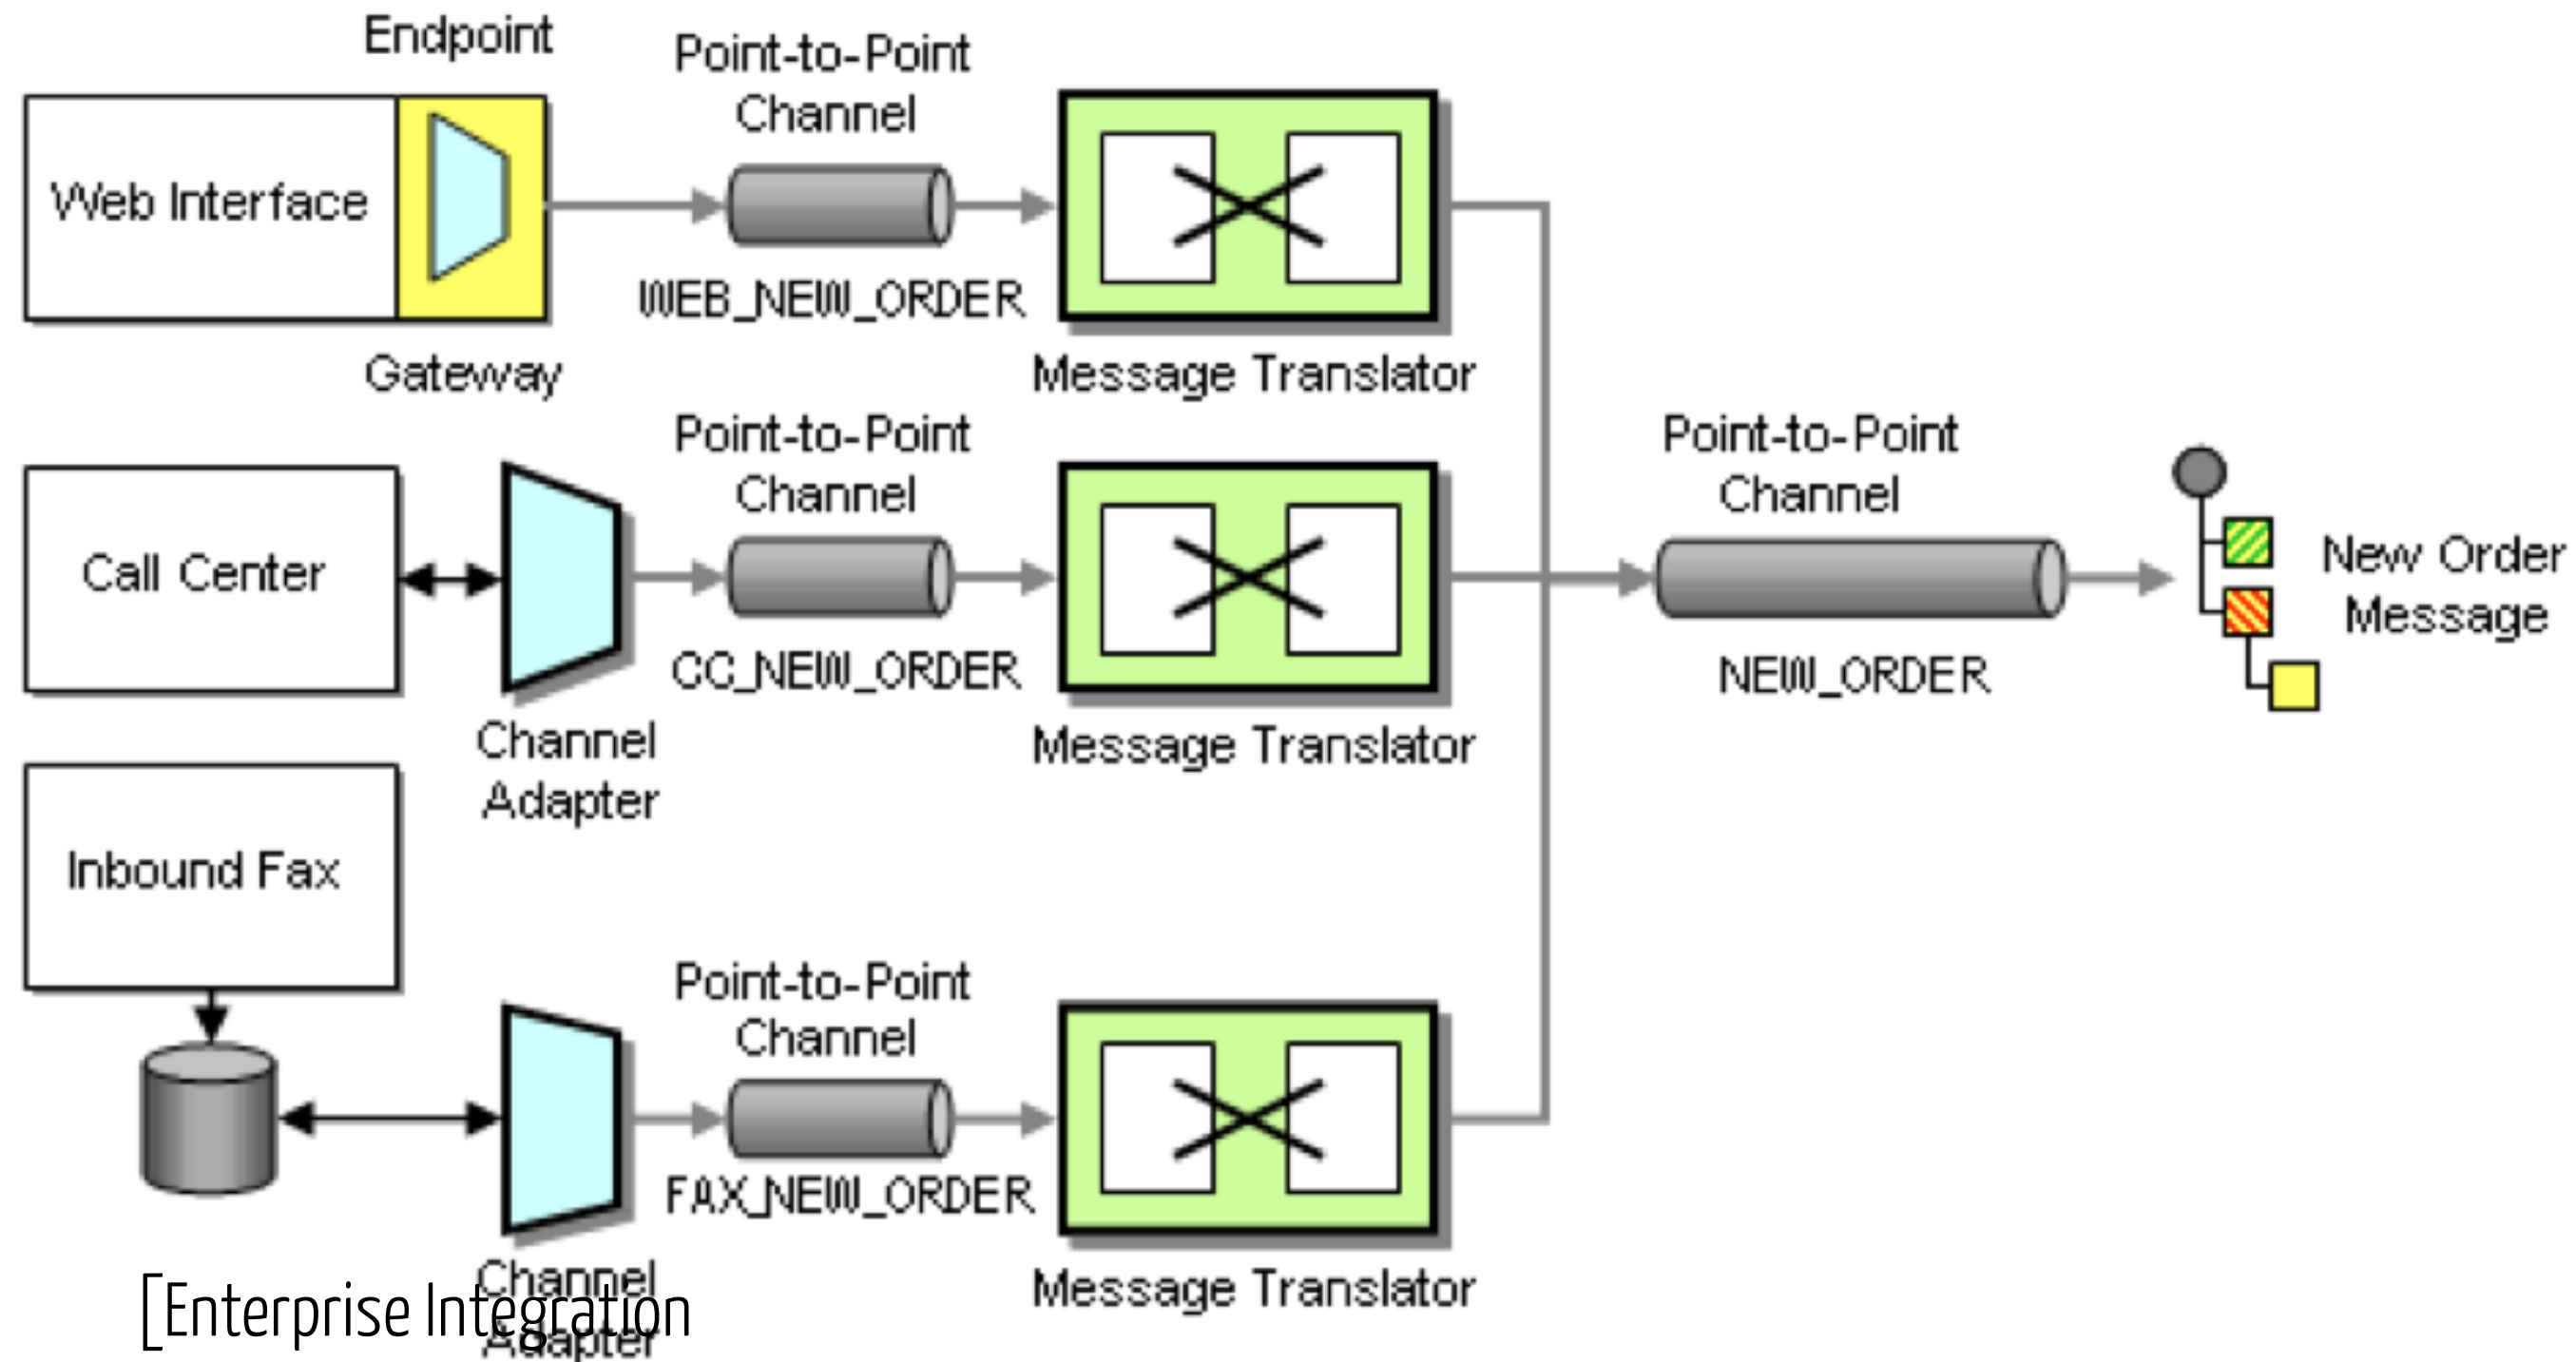 Endpoint
Point-to-Point
Channel
Web Interface
WEB_NEW_ORDER
Gateway
Message Translator
Point-to-Point
Channel
Point-to-Point
Channel
Call Center
New Order
Message
CC_NEW_ORDER
NEW_ORDER
Channel
Adapter
Message Translator
Inbound Fax
Point-to-Point
Channel
FAX_NEW_ORDER
Channel
Adapter
Message Translator
[Enterprise Integration